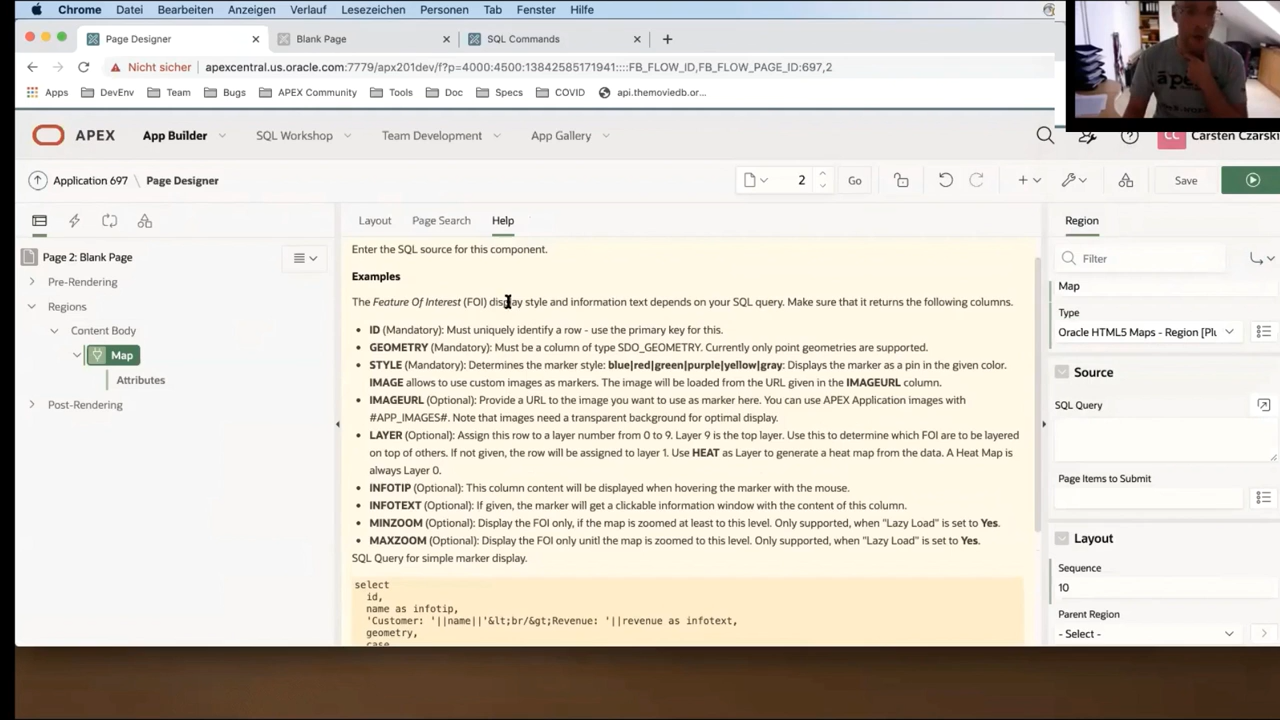 Chrome Datei Bearbeiten Anzeigen Verlauf Lesezeichen Personen Tab Fenster Hilfe
Page Designer
Blank Page
SQL Commands
Nicht sicher apexcentral.us.oracle.com:7779/apx201dev/f?p=4000:4500:13842585171941::::FB_FLOW_ID,FB_FLOW_PAGE_ID:697,2
Apps DevEnv Team Bugs APEX Community Tools Doc Specs COVID api.themoviedb.or...
APEX App Builder SQL Workshop Team Development App Gallery CC Carsten Czarski
Application 697 Page Designer 2 Go Save
Layout Page Search Help
Region
Page 2: Blank Page
Pre-Rendering
Regions
Content Body
Map
Attributes
Post-Rendering
Enter the SQL source for this component.
Examples
The Feature Of Interest (FOI) display style and information text depends on your SQL query. Make sure that it returns the following columns.
• ID (Mandatory): Must uniquely identify a row - use the primary key for this.
• GEOMETRY (Mandatory): Must be a column of type SDO_GEOMETRY. Currently only point geometries are supported.
• STYLE (Mandatory): Determines the marker style: blue|red|green|purple|yellow|gray: Displays the marker as a pin in the given color.
IMAGE allows to use custom images as markers. The image will be loaded from the URL given in the IMAGEURL column.
• IMAGEURL (Optional): Provide a URL to the image you want to use as marker here. You can use APEX Application images with
#APP_IMAGES#. Note that images need a transparent background for optimal display.
• LAYER (Optional): Assign this row to a layer number from 0 to 9. Layer 9 is the top layer. Use this to determine which FOI are to be layered
on top of others. If not given, the row will be assigned to layer 1. Use HEAT as Layer to generate a heat map from the data. A Heat Map is
always Layer 0.
• INFOTIP (Optional): This column content will be displayed when hovering the marker with the mouse.
• INFOTEXT (Optional): If given, the marker will get a clickable information window with the content of this column.
• MINZOOM (Optional): Display the FOI only, if the map is zoomed at least to this level. Only supported, when "Lazy Load" is set to Yes.
• MAXZOOM (Optional): Display the FOI only unitl the map is zoomed to this level. Only supported, when "Lazy Load" is set to Yes.
SQL Query for simple marker display.
select
id,
name as infotip,
'Customer: '||name||'&lt;br/&gt;Revenue: '||revenue as infotext,
geometry,
case
Filter
Map
Type
Oracle HTML5 Maps - Region [Plu
Source
SQL Query
Page Items to Submit
Layout
Sequence
10
Parent Region
- Select -